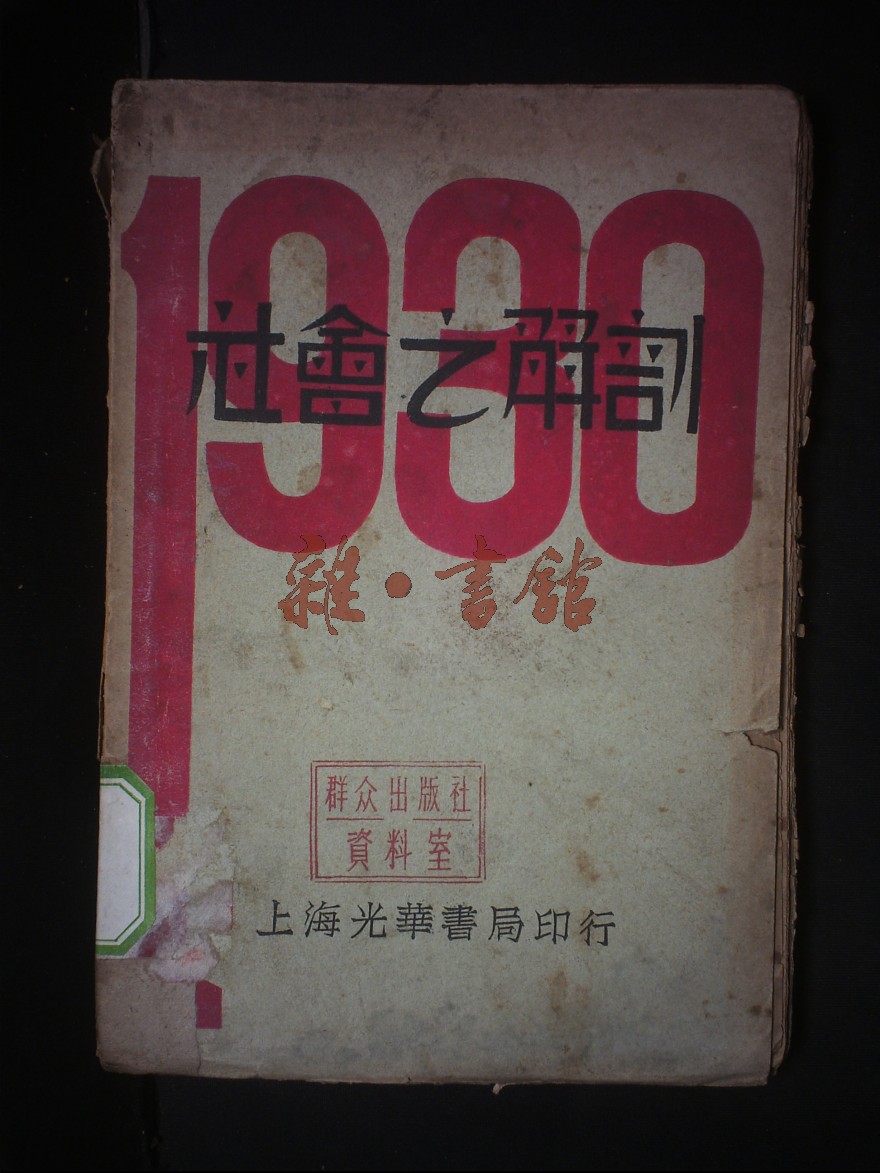 1930
社會之解剖
雜·書館
群众出版社
資料室
上海光華書局印行